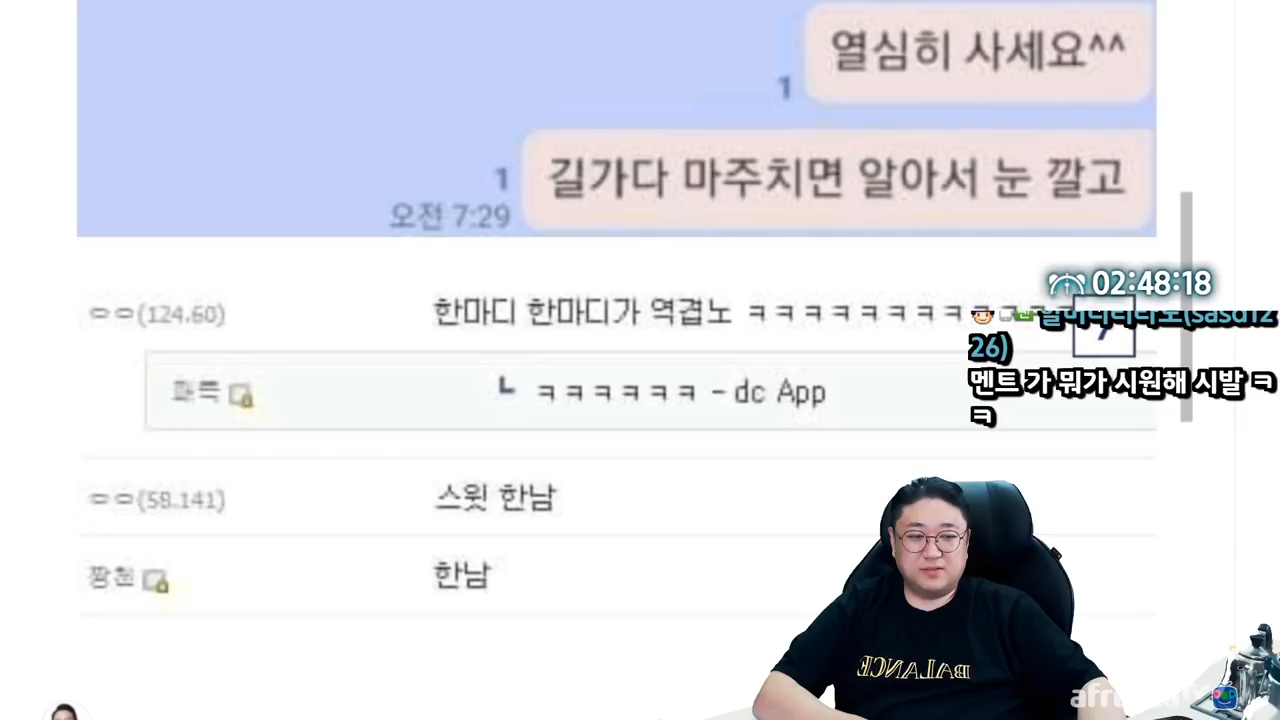 열심히 사세요^^
1
길가다 마주치면 알아서 눈 깔고
1
오전 7:29
ㅇㅇ(124.60)
한마디 한마디가 역겹노 ㅋㅋㅋㅋㅋㅋㅋㅋ
02:48:18
26)
멘트 가 뭐가 시원해 시발 ㅋ
ㅋ
ㄴ ㅋㅋㅋㅋㅋㅋ - dc App
ㅇㅇ(58.141)
스윗 한남
짱천
한남
BALANCE